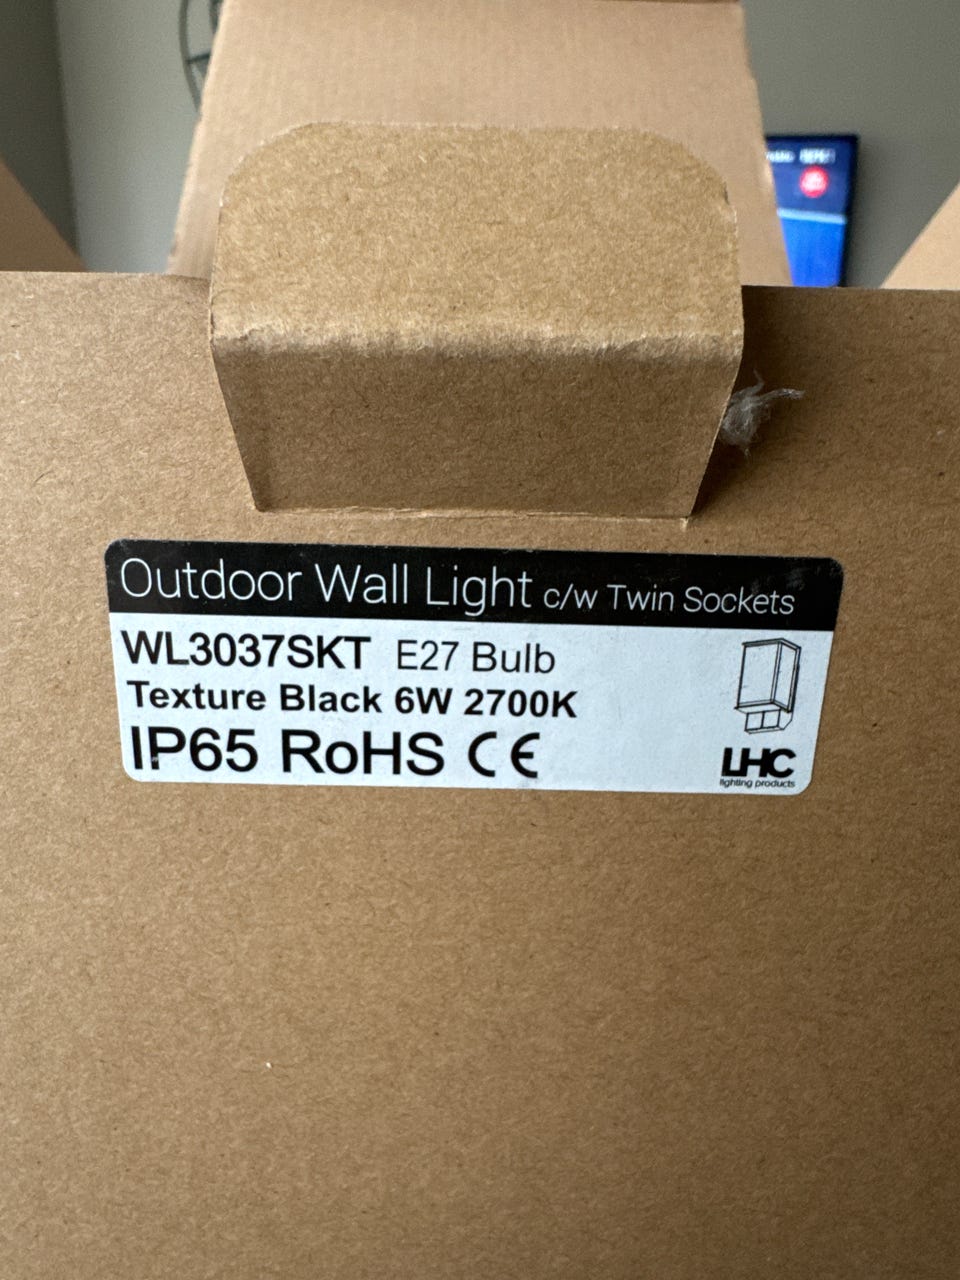 Outdoor Wall Light c/w Twin Sockets
WL3037SKT E27 Bulb
Texture Black 6W 2700K
IP65 RoHS CE
LHC
lighting products